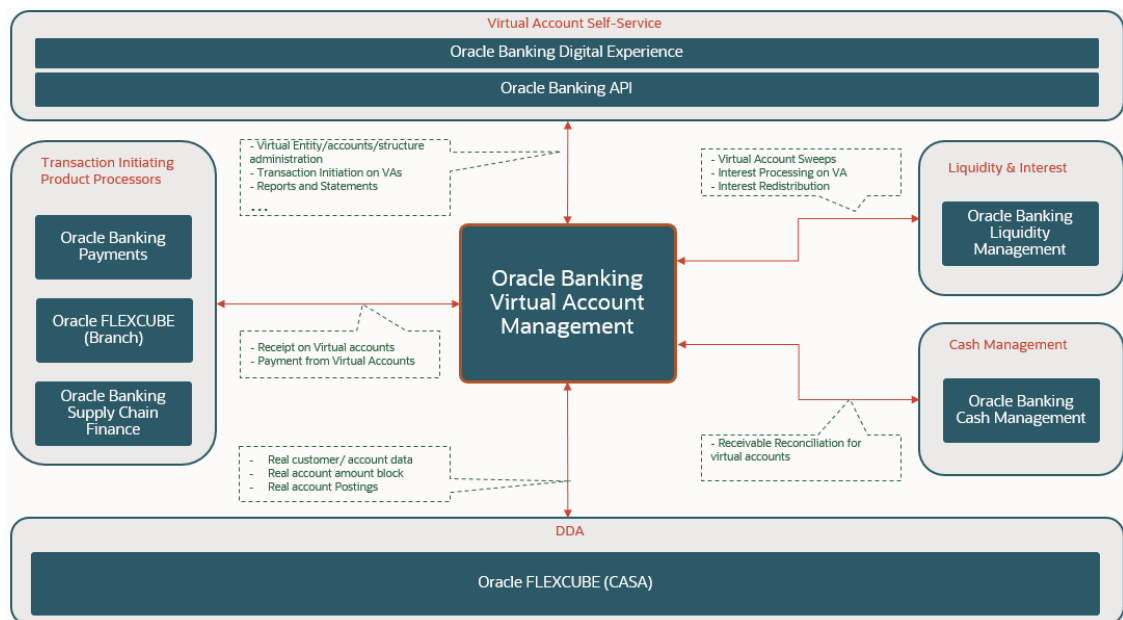 Virtual Account Self-Service
Oracle Banking Digital Experience
Oracle Banking API
- Virtual Entity/accounts/structure
administration
- Transaction Initiation on VAs
- Reports and Statements
...
- Virtual Account Sweeps
- Interest Processing on VA
- Interest Redistribution
Transaction Initiating
Product Processors
Oracle Banking
Payments
Oracle FLEXCUBE
(Branch)
Oracle Banking
Supply Chain
Finance
Oracle Banking
Virtual Account
Management
Liquidity & Interest
Oracle Banking
Liquidity
Management
- Receipt on Virtual accounts
- Payment from Virtual Accounts
Cash Management
Oracle Banking
Cash Management
- Real customer/ account data
- Real account amount block
- Real account Postings
- Receivable Reconciliation for
virtual accounts
DDA
Oracle FLEXCUBE (CASA)